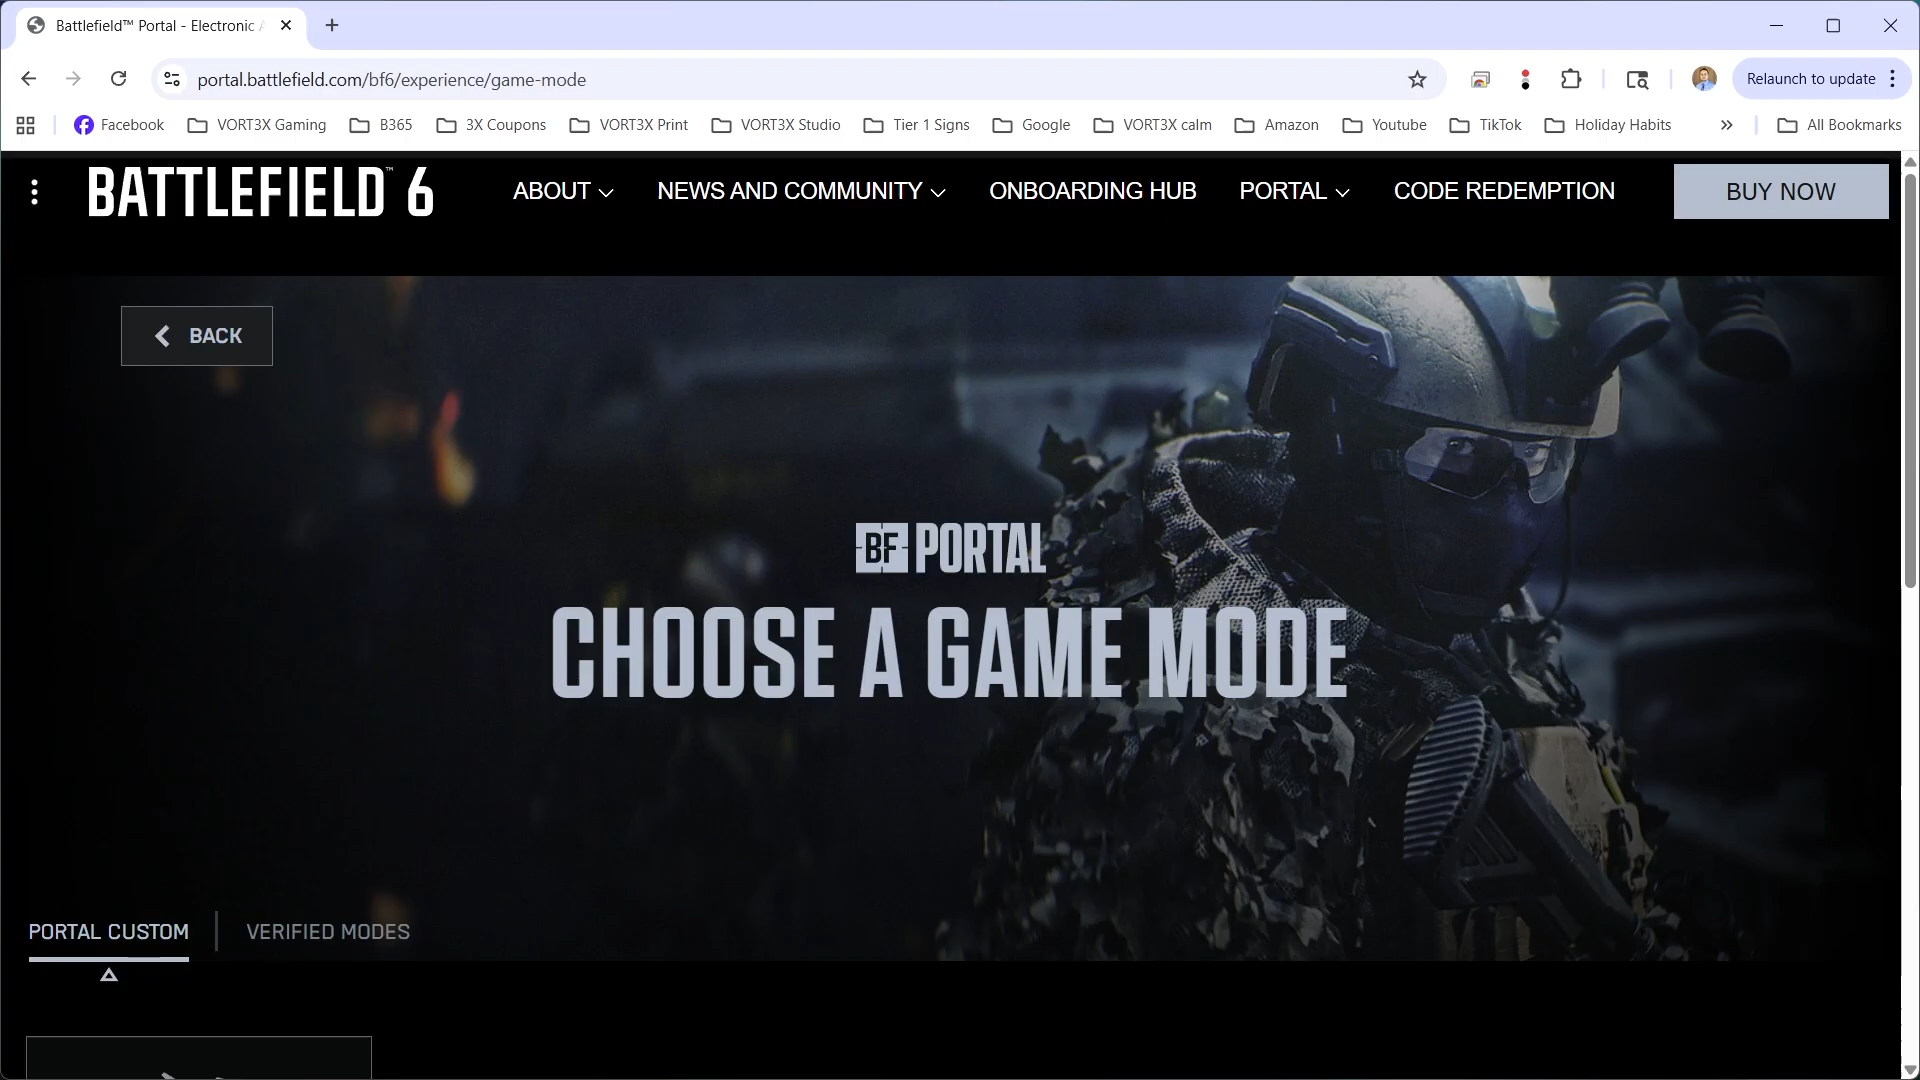 Battlefield™ Portal - Electronic
portal.battlefield.com/bf6/experience/game-mode
Relaunch to update
Facebook
VORT3X Gaming
B365
3X Coupons
VORT3X Print
VORT3X Studio
Tier 1 Signs
Google
VORT3X calm
Amazon
Youtube
TikTok
Holiday Habits
All Bookmarks
BATTLEFIELD™ 6
ABOUT
NEWS AND COMMUNITY
ONBOARDING HUB
PORTAL
CODE REDEMPTION
BUY NOW
BACK
BF PORTAL
CHOOSE A GAME MODE
PORTAL CUSTOM
VERIFIED MODES